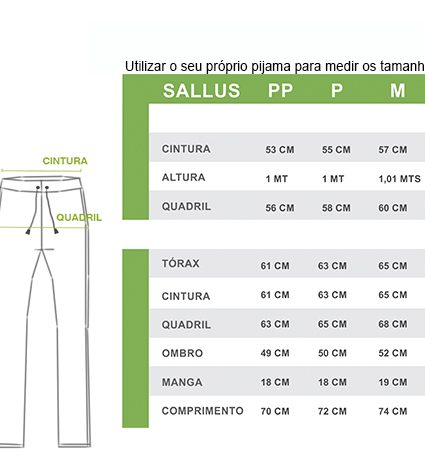 Utilizar o seu próprio pijama para medir os tamanh
SALLUS PP P M
CINTURA 53 CM 55 CM 57 CM
ALTURA 1 MT 1 MT 1,01 MTS
QUADRIL 56 CM 58 CM 60 CM
CINTURA
QUADRIL
TÓRAX 61 CM 63 CM 65 CM
CINTURA 61 CM 63 CM 65 CM
QUADRIL 63 CM 65 CM 68 CM
OMBRO 49 CM 50 CM 52 CM
MANGA 18 CM 18 CM 19 CM
COMPRIMENTO 70 CM 72 CM 74 CM